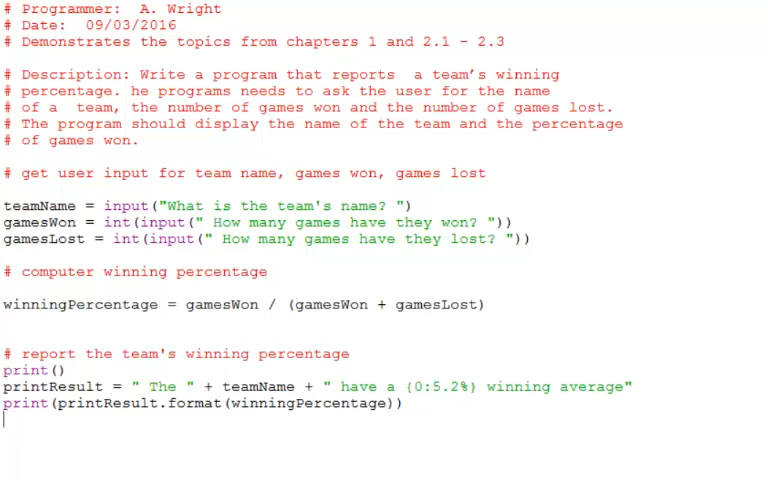 # Programmer:  A. Wright
# Date:  09/03/2016
# Demonstrates the topics from chapters 1 and 2.1 - 2.3
# Description: Write a program that reports  a team's winning
# percentage. he programs needs to ask the user for the name
# of a  team, the number of games won and the number of games lost.
# The program should display the name of the team and the percentage
# of games won.
# get user input for team name, games won, games lost
teamName = input("What is the team's name? ")
gamesWon = int(input(" How many games have they won? "))
gamesLost = int(input(" How many games have they lost? "))
# computer winning percentage
winningPercentage = gamesWon / (gamesWon + gamesLost)
# report the team's winning percentage
print()
printResult = " The " + teamName + " have a {0:5.2%} winning average"
print(printResult.format(winningPercentage))